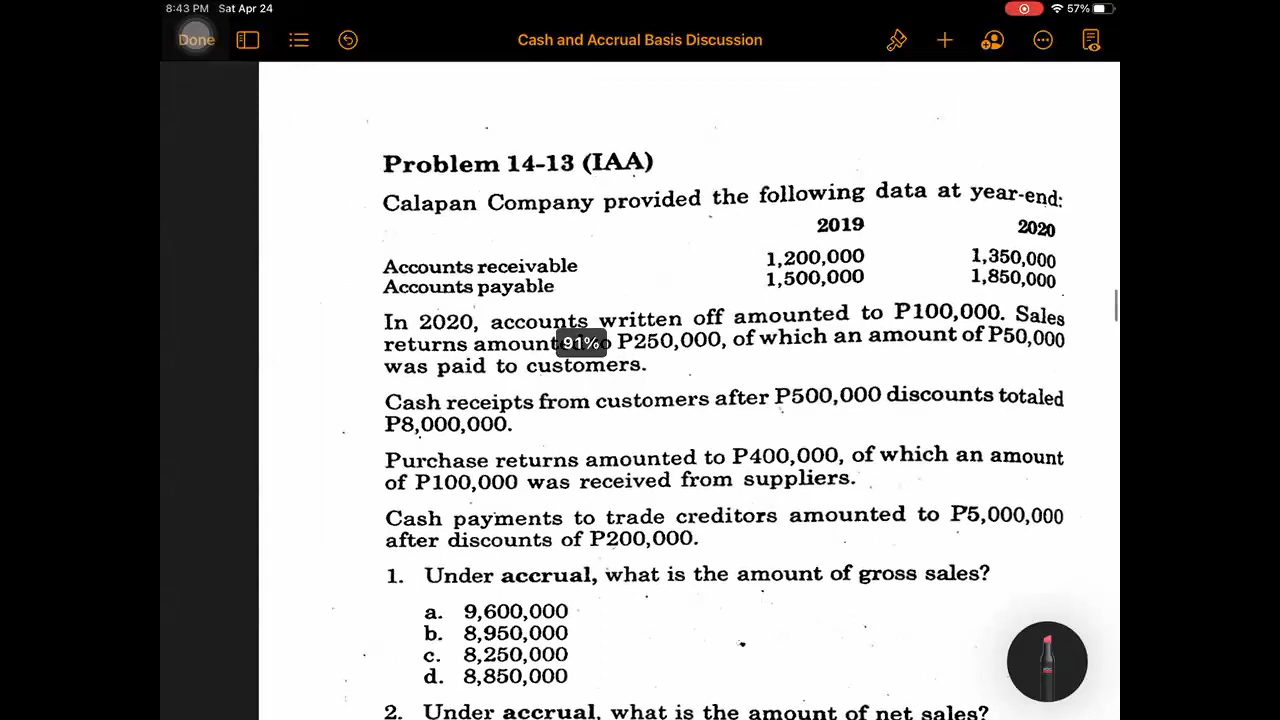 8:43 PM Sat Apr 24 57%
Done Cash and Accrual Basis Discussion
Problem 14-13 (IAA)
Calapan Company provided the following data at year-end:
2019 2020
Accounts receivable 1,200,000 1,350,000
Accounts payable 1,500,000 1,850,000
In 2020, accounts written off amounted to P100,000. Sales
returns amounted to P250,000, of which an amount of P50,000
91%
was paid to customers.
Cash receipts from customers after P500,000 discounts totaled
P8,000,000.
Purchase returns amounted to P400,000, of which an amount
of P100,000 was received from suppliers.
Cash payments to trade creditors amounted to P5,000,000
after discounts of P200,000.
1. Under accrual, what is the amount of gross sales?
a. 9,600,000
b. 8,950,000
c. 8,250,000
d. 8,850,000
2. Under accrual, what is the amount of net sales?